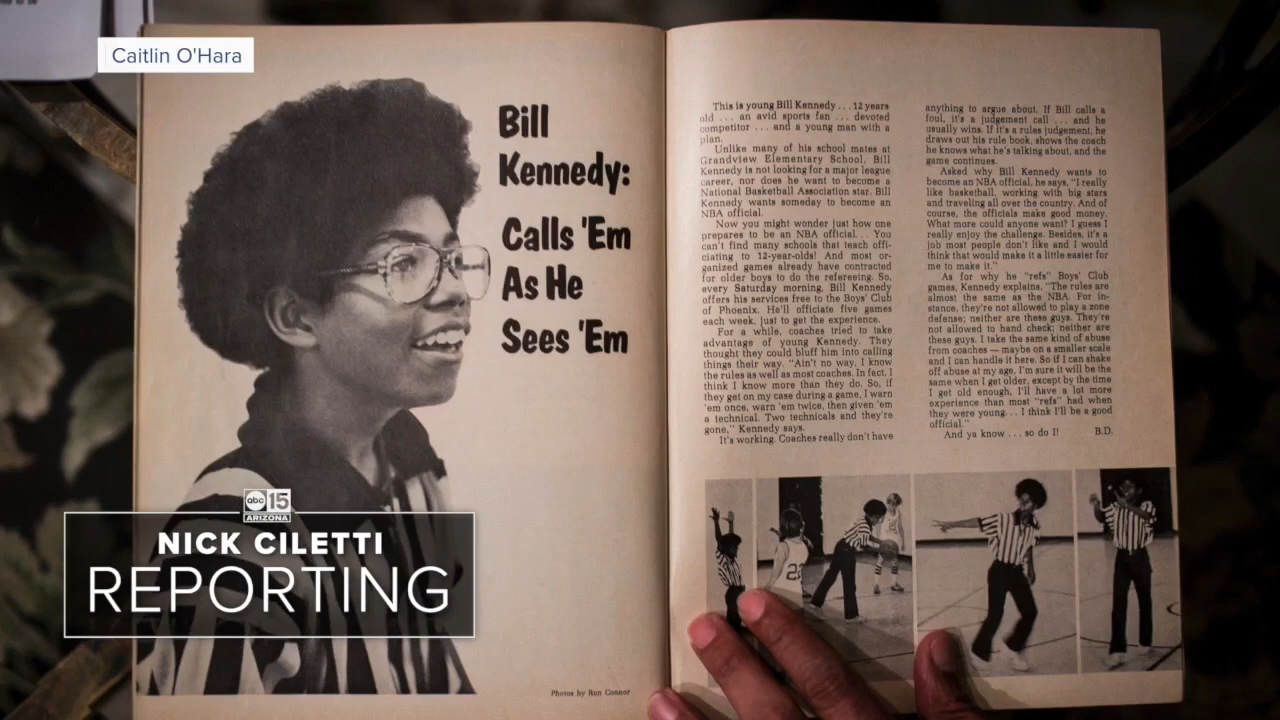 Caitlin O'Hara
Bill
Kennedy:
Calls 'Em
As He
Sees 'Em
Photos by Ron Connor
This is young Bill Kennedy . . . 12 years
old . . . an avid sports fan . . . devoted
competitor . . . and a young man with a
plan.
Unlike many of his school mates at
Grandview Elementary School, Bill
Kennedy is not looking for a major league
career, nor does he want to become a
National Basketball Association star. Bill
Kennedy wants someday to become an
NBA official.
Now you might wonder just how one
prepares to be an NBA official. . . You
can't find many schools that teach offi-
ciating to 12-year-olds! And most or-
ganized games already have contracted
for older boys to do the refereeing. So,
every Saturday morning, Bill Kennedy
offers his services free to the Boys' Club
of Phoenix. He'll officiate five games
each week, just to get the experience.
For a while, coaches tried to take
advantage of young Kennedy. They
thought they could bluff him into calling
things their way. "Ain't no way, I know
the rules as well as most coaches. In fact, I
think I know more than they do. So, if
they get on my case during a game, I warn
'em once, warn 'em twice, then given 'em
a technical. Two technicals and they're
gone," Kennedy says.
It's working. Coaches really don't have
anything to argue about. If Bill calls a
foul, it's a judgement call . . . and he
usually wins. If it's a rules judgement, he
draws out his rule book, shows the coach
he knows what he's talking about, and the
game continues.
Asked why Bill Kennedy wants to
become an NBA official, he says, "I really
like basketball, working with big stars
and traveling all over the country. And of
course, the officials make good money.
What more could anyone want? I guess I
really enjoy the challenge. Besides, it's a
job most people don't like and I would
think that would make it a little easier for
me to make it."
As for why he "refs" Boys' Club
games, Kennedy explains, "The rules are
almost the same as the NBA. For in-
stance, they're not allowed to play a zone
defense; neither are these guys. They're
not allowed to hand check; neither are
these guys. I take the same kind of abuse
from coaches — maybe on a smaller scale
and I can handle it here. So if I can shake
off abuse at my age, I'm sure it will be the
same when I get older, except by the time
I get old enough, I'll have a lot more
experience than most "refs" had when
they were young. . . I think I'll be a good
official."
And ya know . . . so do I! B.D.
abc 15
ARIZONA
NICK CILETTI
REPORTING